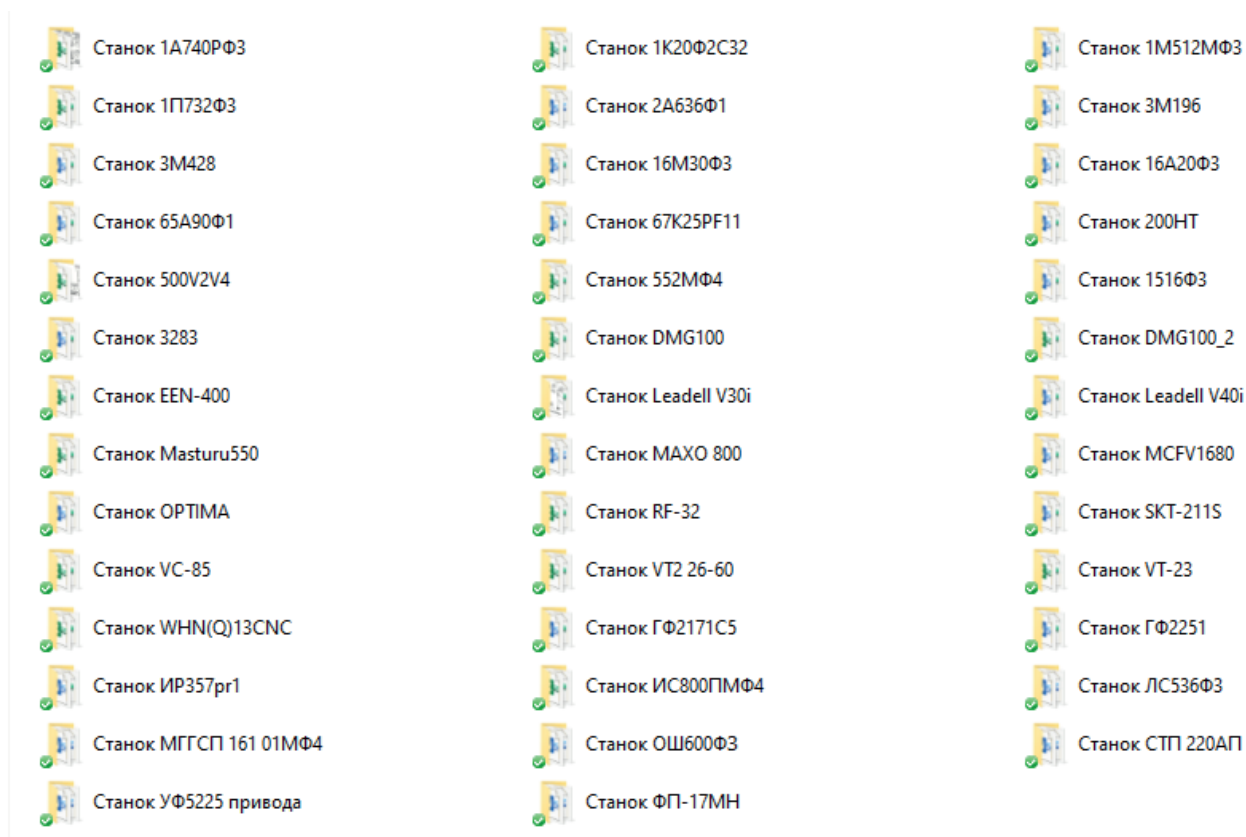 Станок 1А740РФ3
Станок 1К20Ф2С32
Станок 1М512МФ3
Станок 1П732Ф3
Станок 2А636Ф1
Станок 3М196
Станок 3М428
Станок 16М30Ф3
Станок 16А20Ф3
Станок 65А90Ф1
Станок 67К25PF11
Станок 200НТ
Станок 500V2V4
Станок 552МФ4
Станок 1516Ф3
Станок 3283
Станок DMG100
Станок DMG100_2
Станок EEN-400
Станок Leadell V30i
Станок Leadell V40i
Станок Masturu550
Станок MAXO 800
Станок MCFV1680
Станок OPTIMA
Станок RF-32
Станок SKT-211S
Станок VC-85
Станок VT2 26-60
Станок VT-23
Станок WHN(Q)13CNC
Станок ГФ2171С5
Станок ГФ2251
Станок ИР357pr1
Станок ИС800ПМФ4
Станок ЛС536Ф3
Станок МГГСП 161 01МФ4
Станок ОШ600ФЗ
Станок СТП 220АП
Станок УФ5225 привода
Станок ФП-17МН